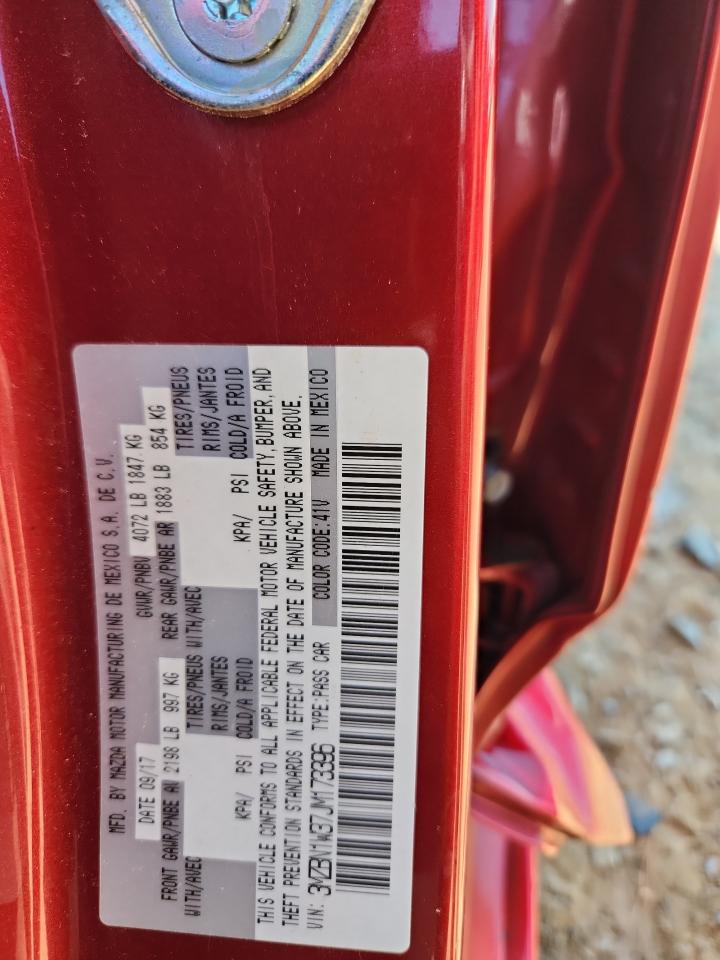 MFD. BY MAZDA MOTOR MANUFACTURING DE MEXICO S.A. DE C.V.
DATE 09/17 GVWR/PNBV 4072 LB 1847 KG
FRONT GAWR/PNBE AV 2198 LB 997 KG REAR GAWR/PNBE AR 1883 LB 854 KG
WITH/AVEC TIRES/PNEUS WITH/AVEC TIRES/PNEUS
RIMS/JANTES RIMS/JANTES
KPA/ PSI COLD/A FROID KPA/ PSI COLD/A FROID
THIS VEHICLE CONFORMS TO ALL APPLICABLE FEDERAL MOTOR VEHICLE SAFETY, BUMPER, AND
THEFT PREVENTION STANDARDS IN EFFECT ON THE DATE OF MANUFACTURE SHOWN ABOVE.
VIN: 3MZBN1W37JM173396 TYPE:PASS CAR COLOR CODE:41V MADE IN MEXICO